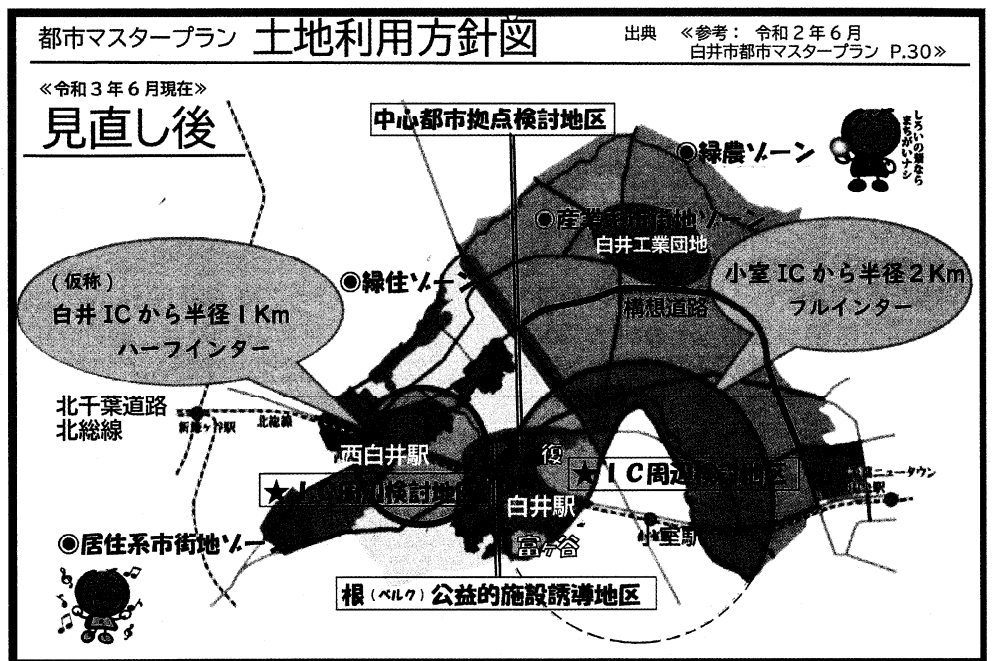 都市マスタープラン 土地利用方針図
出典 ≪参考: 令和2年6月
白井市都市マスタープラン P.30≫
≪令和3年6月現在≫
見直し後
中心都市拠点検討地区
◉緑農ゾーン
しろいの梨なら
まちがいナシ
白井工業団地
◉緑住ゾーン
(仮称)
白井ICから半径1Km
ハーフインター
小室ICから半径2Km
フルインター
構想道路
北千葉道路
北総線
北総線
西白井駅
復
★IC周辺検討地区
白井駅
冨ヶ谷
小室駅
◉居住系市街地ゾー
根(ベルク)公益的施設誘導地区